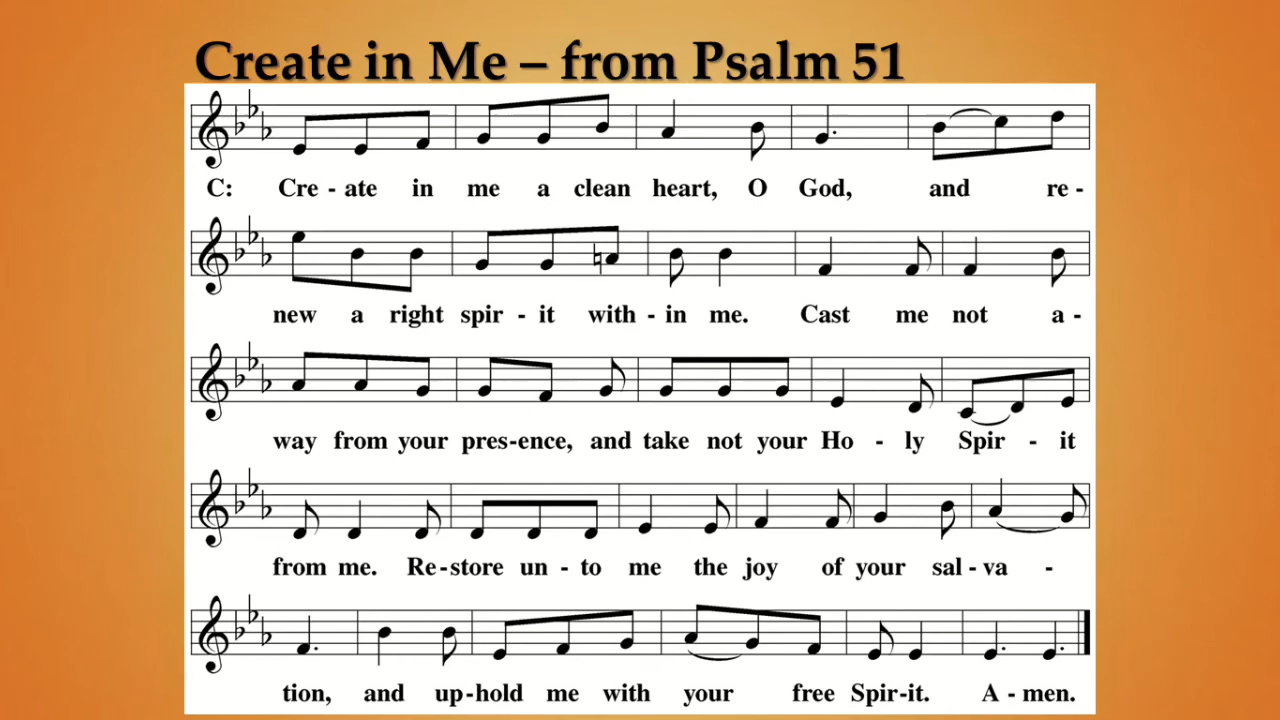 Create in Me – from Psalm 51
C: Cre - ate in me a clean heart, O God, and re -
new a right spir - it with - in me. Cast me not a -
way from your pres-ence, and take not your Ho - ly Spir - it
from me. Re-store un - to me the joy of your sal - va -
tion, and up-hold me with your free Spir-it. A - men.